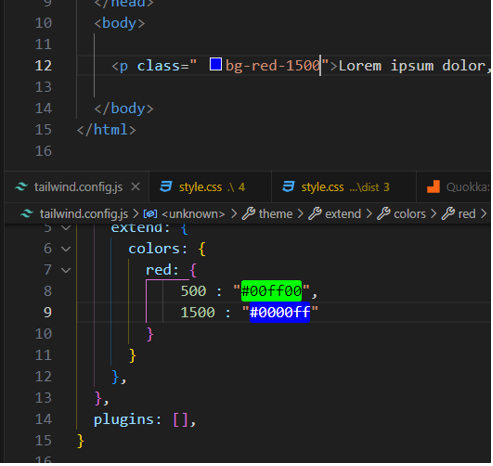 9 </head>
10 <body>
11
12 <p class=" bg-red-1500">Lorem ipsum dolor,
13
14 </body>
15 </html>
16
tailwind.config.js × style.css .\ 4 style.css ...\dist 3 Quokka:
tailwind.config.js > <unknown> > theme > extend > colors > red >
5 extend: {
6 colors: {
7 red: {
8 500 : "#00ff00",
9 1500 : "#0000ff"
10 }
11 }
12 },
13 },
14 plugins: [],
15 }